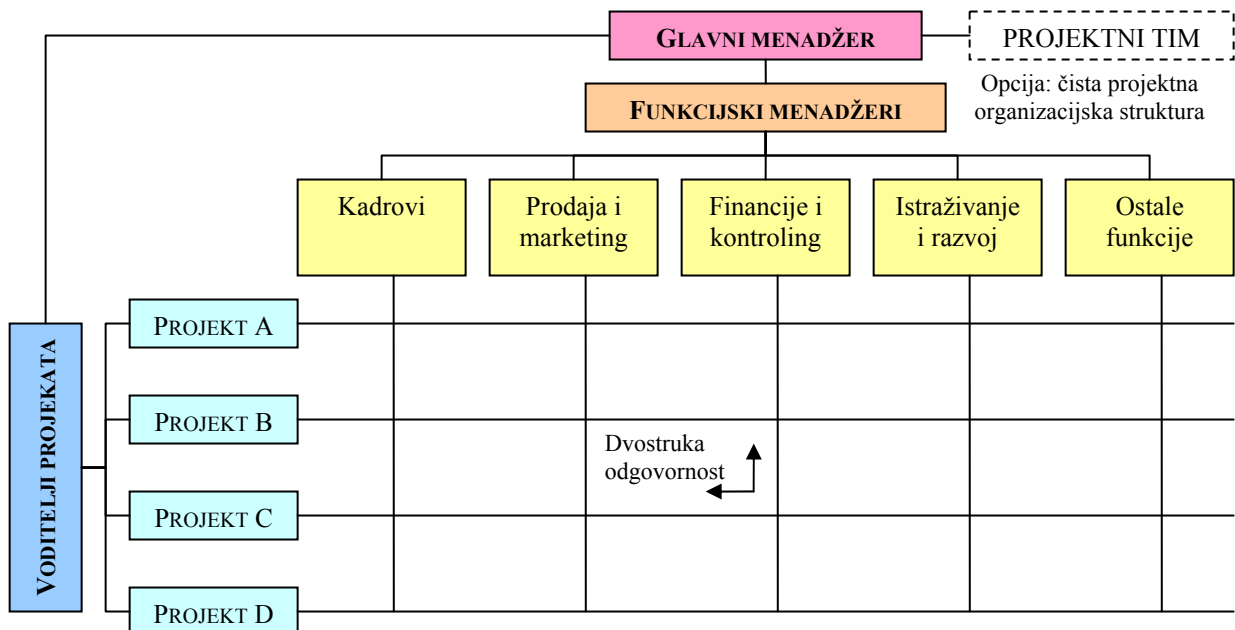 GLAVNI MENADŽER
PROJEKTNI TIM
Opcija: čista projektna
organizacijska struktura
FUNKCIJSKI MENADŽERI
Kadrovi
Prodaja i
marketing
Financije i
kontroling
Istraživanje
i razvoj
Ostale
funkcije
VODITELJI PROJEKATA
PROJEKT A
PROJEKT B
Dvostruka
odgovornost
PROJEKT C
PROJEKT D